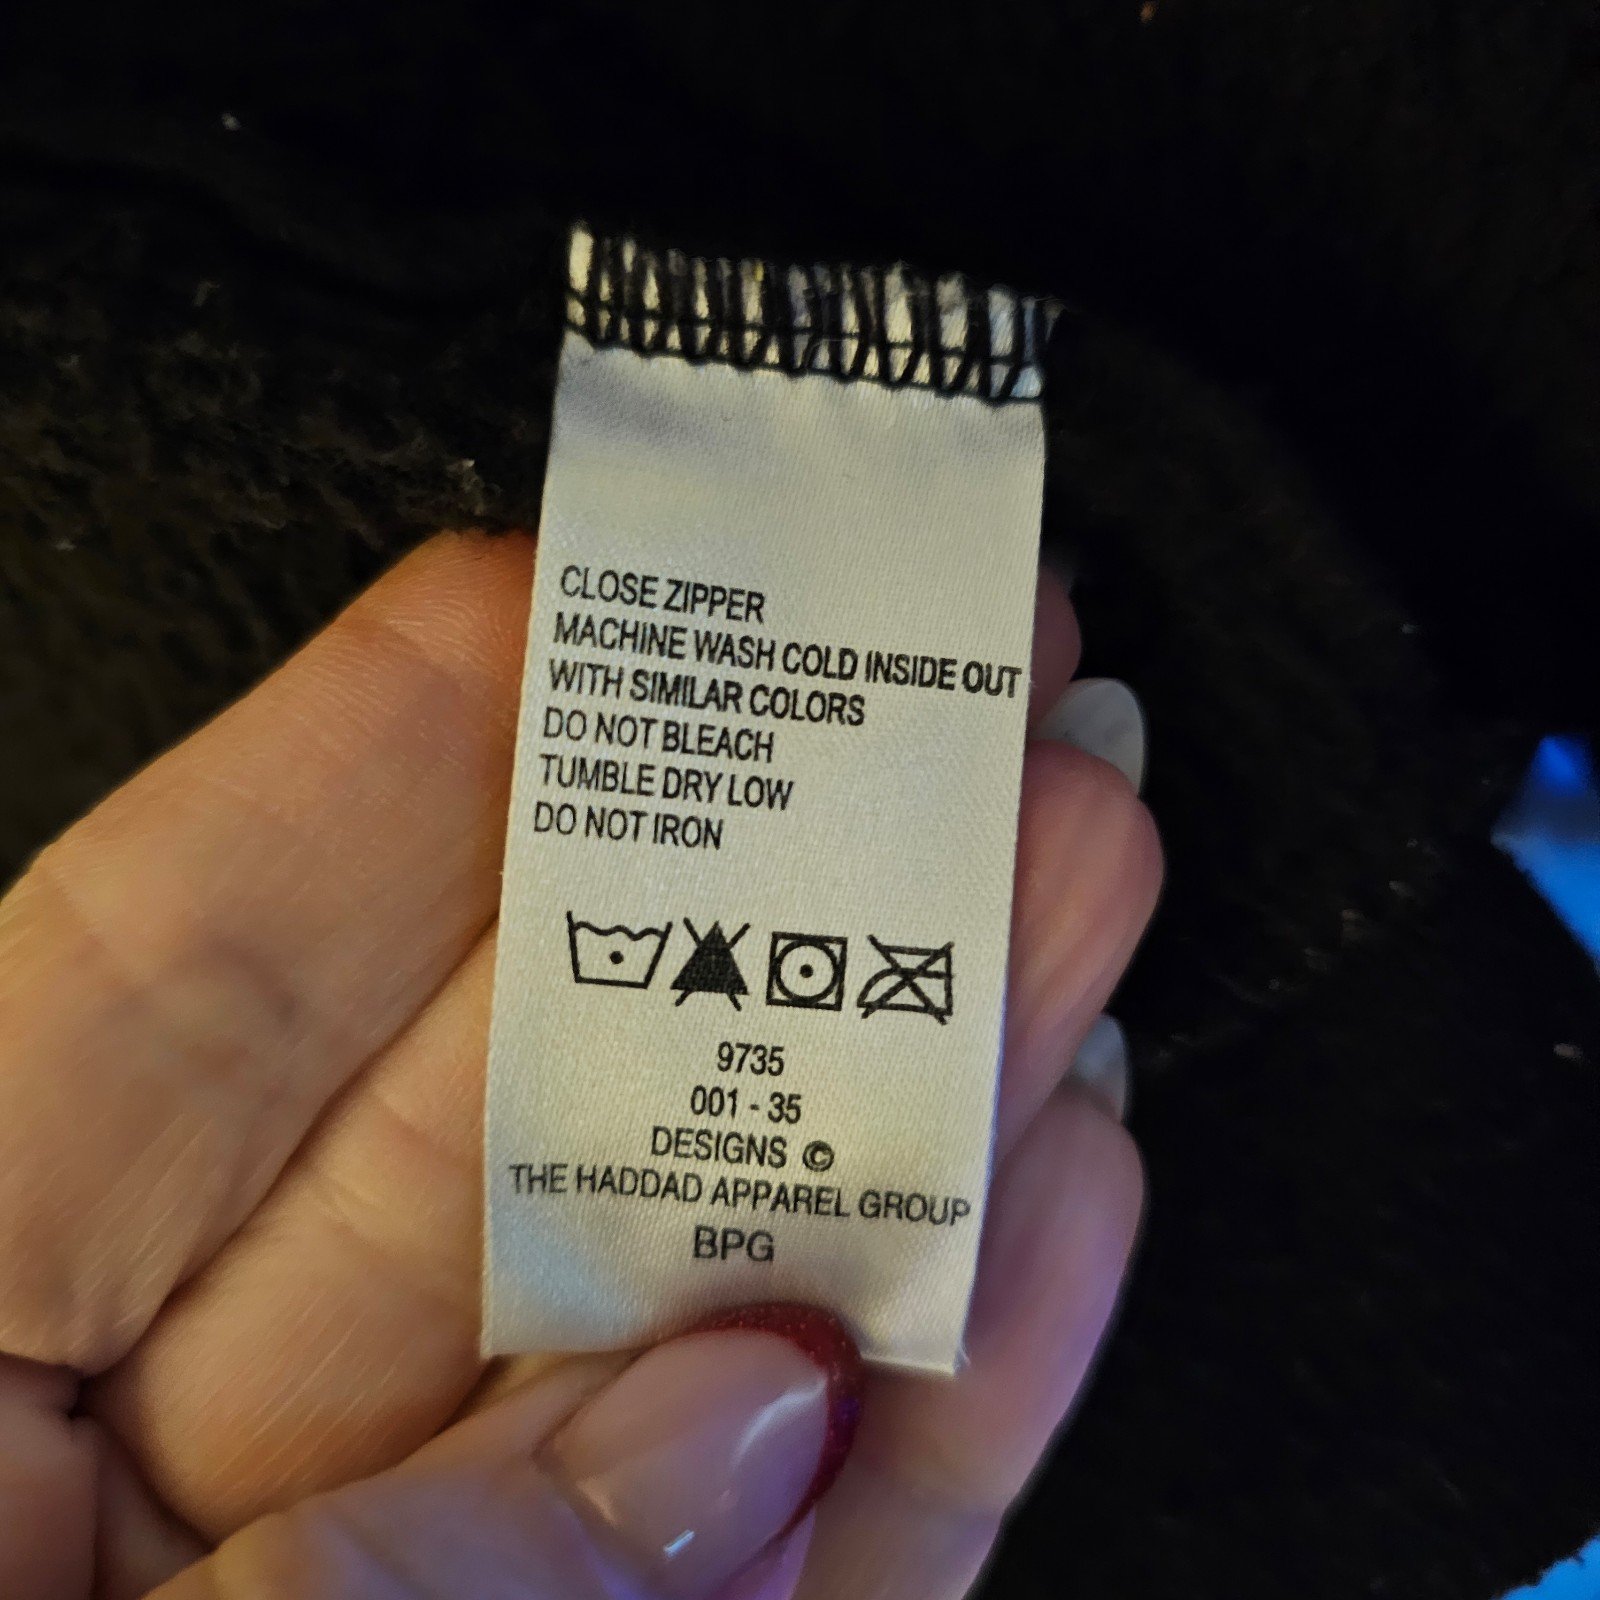 CLOSE ZIPPER
MACHINE WASH COLD INSIDE OUT
WITH SIMILAR COLORS
DO NOT BLEACH
TUMBLE DRY LOW
DO NOT IRON
9735
001 - 35
DESIGNS ©
THE HADDAD APPAREL GROUP
BPG